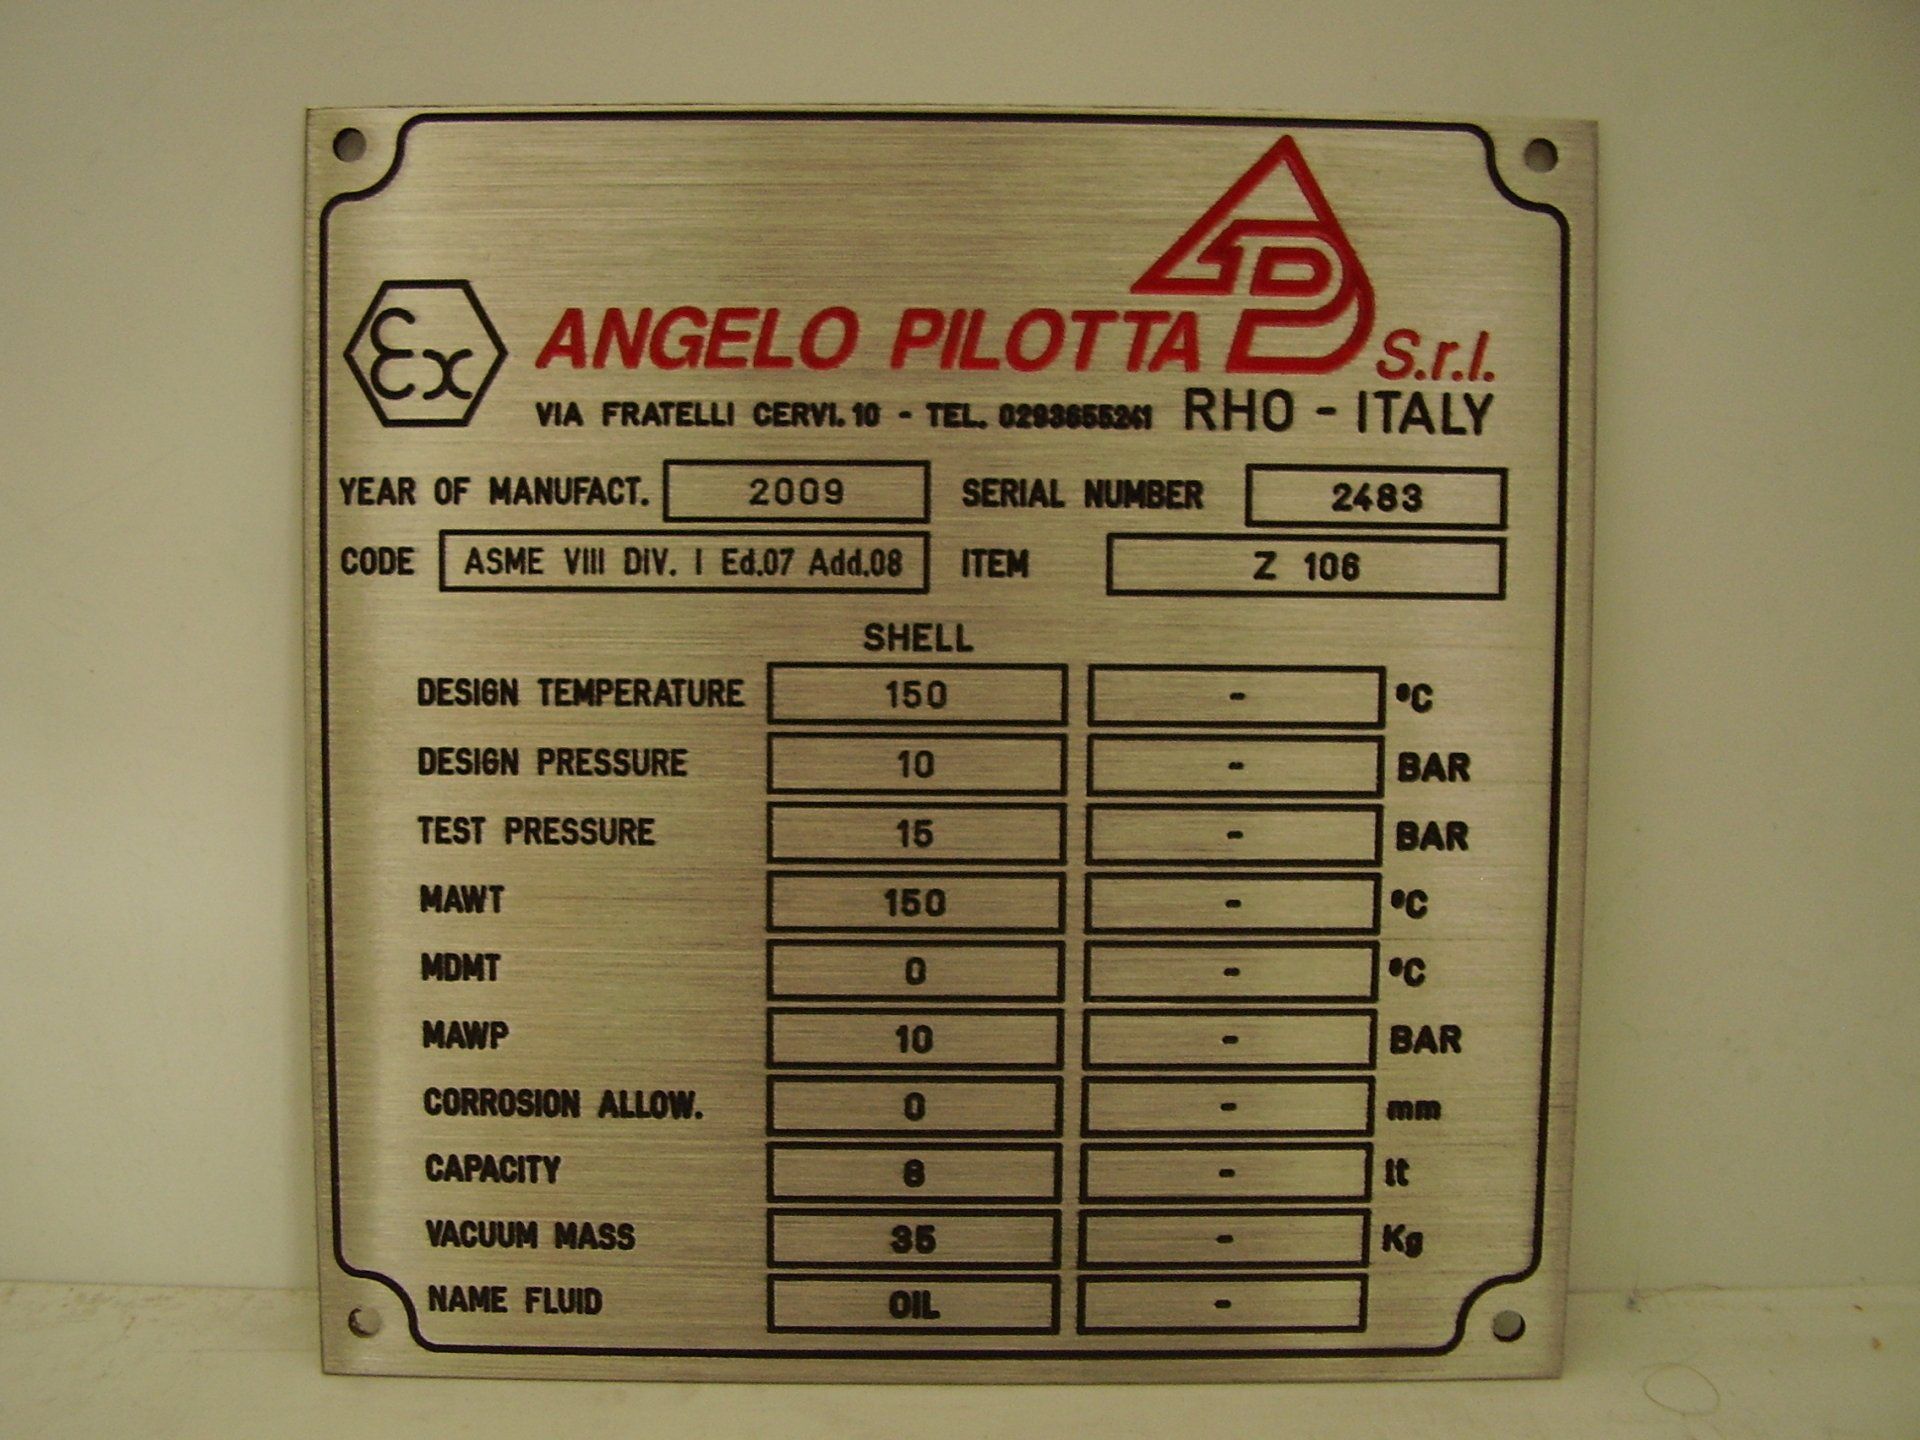 Ex ANGELO PILOTTA S.r.l.
VIA FRATELLI CERVI. 10 - TEL. 0293655241 RHO - ITALY
YEAR OF MANUFACT. 2009 SERIAL NUMBER 2483
CODE ASME VIII DIV. I Ed.07 Add.08 ITEM Z 106
SHELL
DESIGN TEMPERATURE 150 - °C
DESIGN PRESSURE 10 - BAR
TEST PRESSURE 15 - BAR
MAWT 150 - °C
MDMT 0 - °C
MAWP 10 - BAR
CORROSION ALLOW. 0 - mm
CAPACITY 8 - lt
VACUUM MASS 35 - Kg
NAME FLUID OIL -